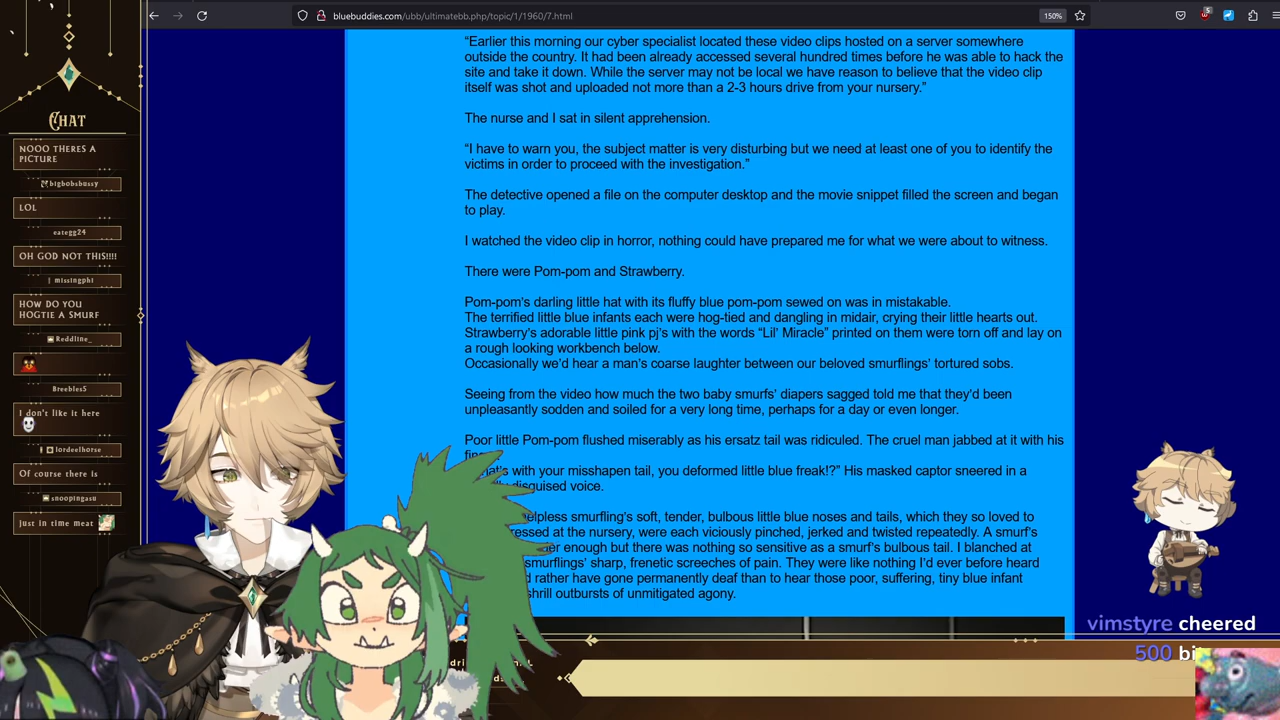 bluebuddies.com/ubb/ultimatebb.php/topic/1/1960/7.html
150%
5
CHAT
NOOO THERES A
PICTURE
bigbobsbussy
LOL
eategg24
OH GOD NOT THIS!!!!
missingphi
HOW DO YOU
HOGTIE A SMURF
Reddline_
Breebles5
I don't like it here
lordeelhorse
Of course there is
snoopingasu
just in time meat
“Earlier this morning our cyber specialist located these video clips hosted on a server somewhere
outside the country. It had been already accessed several hundred times before he was able to hack the
site and take it down. While the server may not be local we have reason to believe that the video clip
itself was shot and uploaded not more than a 2-3 hours drive from your nursery.”
The nurse and I sat in silent apprehension.
“I have to warn you, the subject matter is very disturbing but we need at least one of you to identify the
victims in order to proceed with the investigation.”
The detective opened a file on the computer desktop and the movie snippet filled the screen and began
to play.
I watched the video clip in horror, nothing could have prepared me for what we were about to witness.
There were Pom-pom and Strawberry.
Pom-pom's darling little hat with its fluffy blue pom-pom sewed on was in mistakable.
The terrified little blue infants each were hog-tied and dangling in midair, crying their little hearts out.
Strawberry's adorable little pink pj's with the words “Lil' Miracle” printed on them were torn off and lay on
a rough looking workbench below.
Occasionally we'd hear a man's coarse laughter between our beloved smurflings' tortured sobs.
Seeing from the video how much the two baby smurfs' diapers sagged told me that they'd been
unpleasantly sodden and soiled for a very long time, perhaps for a day or even longer.
Poor little Pom-pom flushed miserably as his ersatz tail was ridiculed. The cruel man jabbed at it with his
with your misshapen tail, you deformed little blue freak!?” His masked captor sneered in a
disguised voice.
helpless smurfling's soft, tender, bulbous little blue noses and tails, which they so loved to
at the nursery, were each viciously pinched, jerked and twisted repeatedly. A smurf's
enough but there was nothing so sensitive as a smurf's bulbous tail. I blanched at
smurflings' sharp, frenetic screeches of pain. They were like nothing I'd ever before heard
rather have gone permanently deaf than to hear those poor, suffering, tiny blue infant
shrill outbursts of unmitigated agony.
vimstyre cheered
500